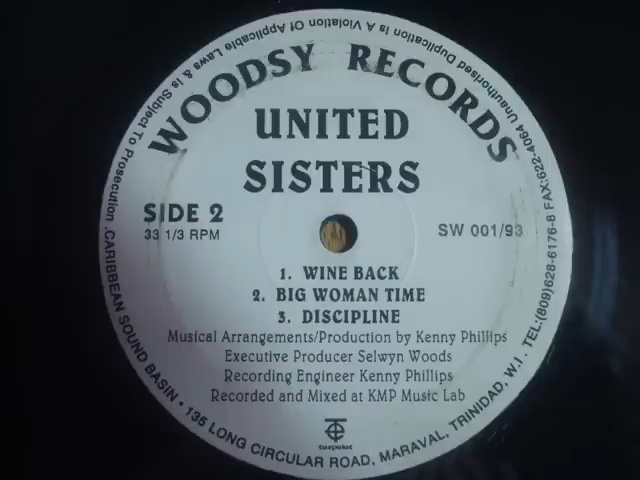 WOODSY RECORDS
UNITED
SISTERS
SIDE 2
33 1/3 RPM
SW 001/93
1. WINE BACK
2. BIG WOMAN TIME
3. DISCIPLINE
Musical Arrangements/Production by Kenny Phillips
Executive Producer Selwyn Woods
Recording Engineer Kenny Phillips
Recorded and Mixed at KMP Music Lab
CARIBBEAN SOUND BASIN • 135 LONG CIRCULAR ROAD, MARAVAL, TRINIDAD, W.I. TEL:(809)628-6176-8 FAX:622-4064 Unauthorised Duplication Is A Violation Of Applicable Laws & Is Subject To Prosecution.